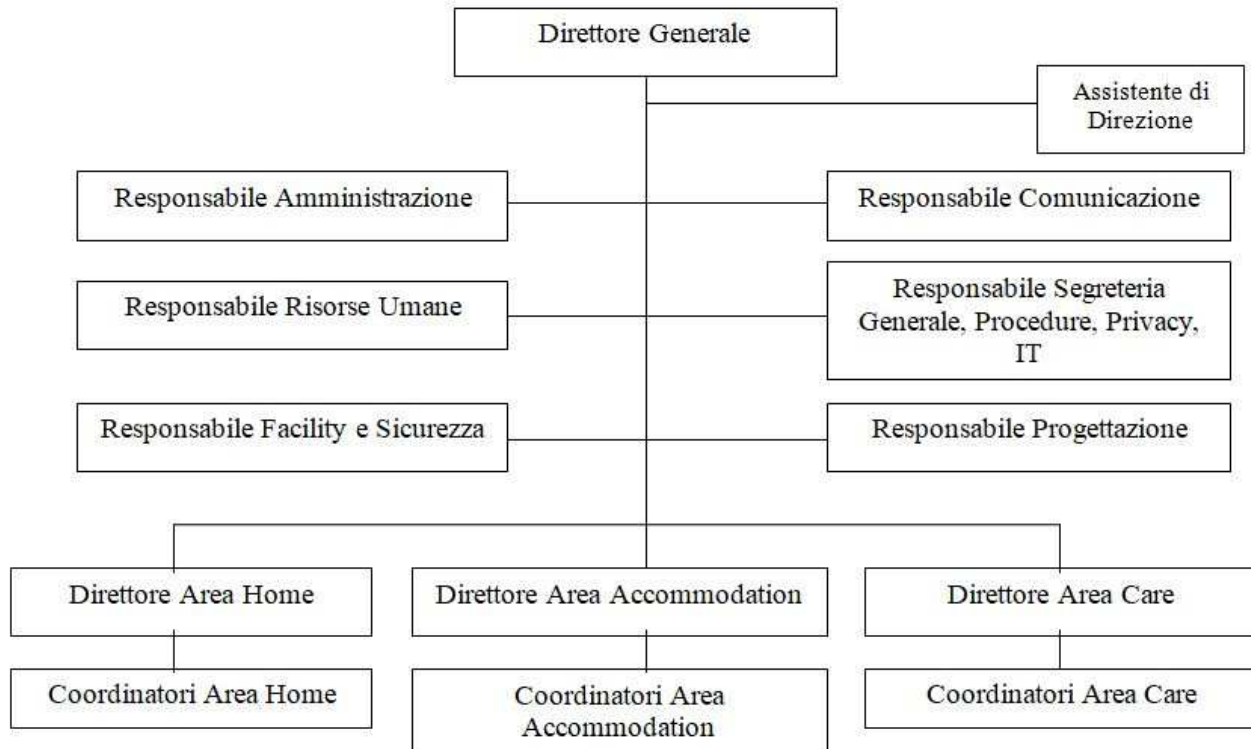 Direttore Generale
Assistente di
Direzione
Responsabile Amministrazione
Responsabile Comunicazione
Responsabile Risorse Umane
Responsabile Segreteria
Generale, Procedure, Privacy,
IT
Responsabile Facility e Sicurezza
Responsabile Progettazione
Direttore Area Home
Direttore Area Accommodation
Direttore Area Care
Coordinatori Area Home
Coordinatori Area
Accommodation
Coordinatori Area Care